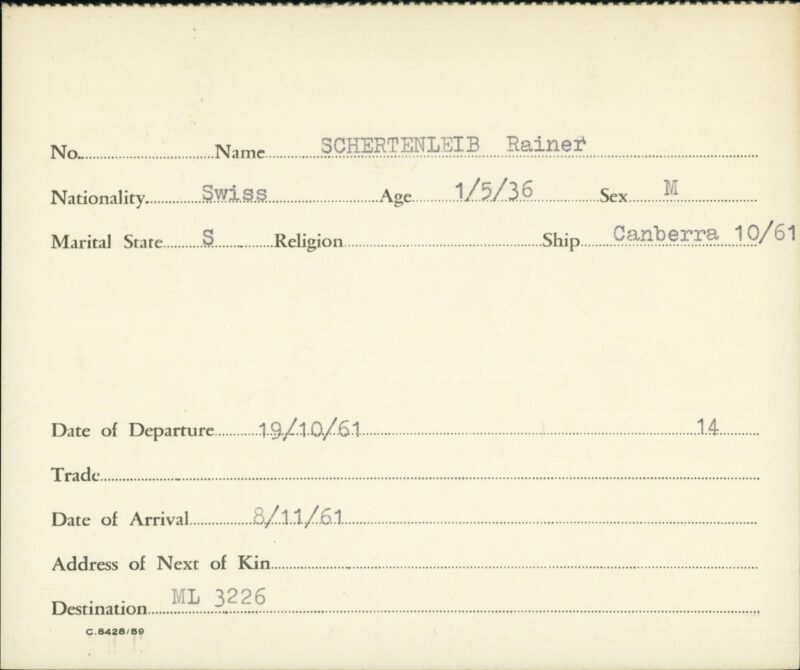 No. Name SCHERTENLEIB Rainer
Nationality Swiss Age 1/5/36 Sex M
Marital State S Religion Ship Canberra 10/61
Date of Departure 19/10/61 14
Trade
Date of Arrival 8/11/61
Address of Next of Kin
Destination ML 3226
C.8428/59